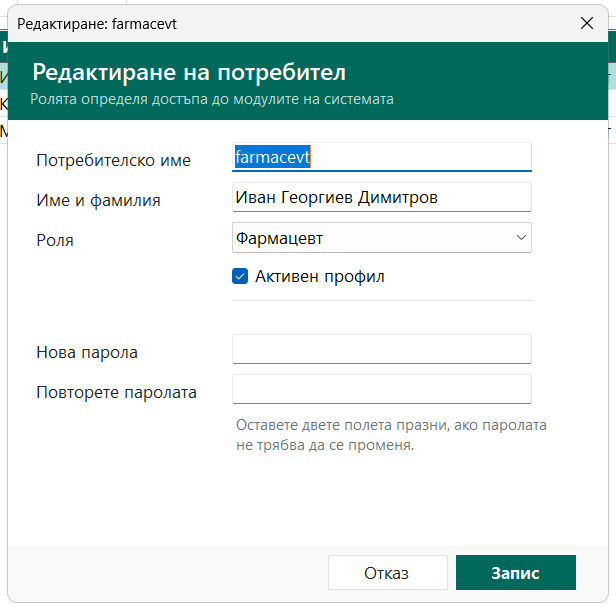 Редактиране: farmacevt
Редактиране на потребител
Ролята определя достъпа до модулите на системата
Потребителско име
farmacevt
Име и фамилия
Иван Георгиев Димитров
Роля
Фармацевт
Активен профил
Нова парола
Повторете паролата
Оставете двете полета празни, ако паролата
не трябва да се променя.
Отказ
Запис